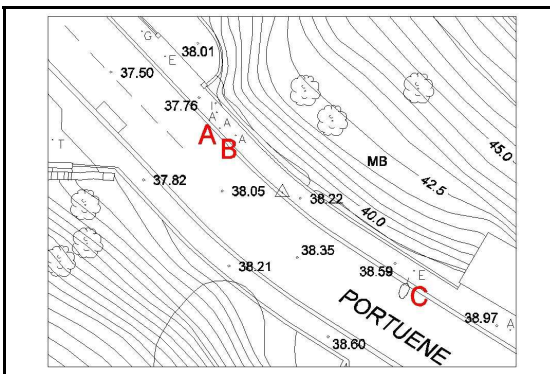 G
38.01
E
37.50
37.76
I
A
A
A
A
B
T
MB
45.0
42.5
37.82
38.05
38.22
40.0
38.35
38.59
E
38.21
C
PORTUENE
38.97
A
38.60